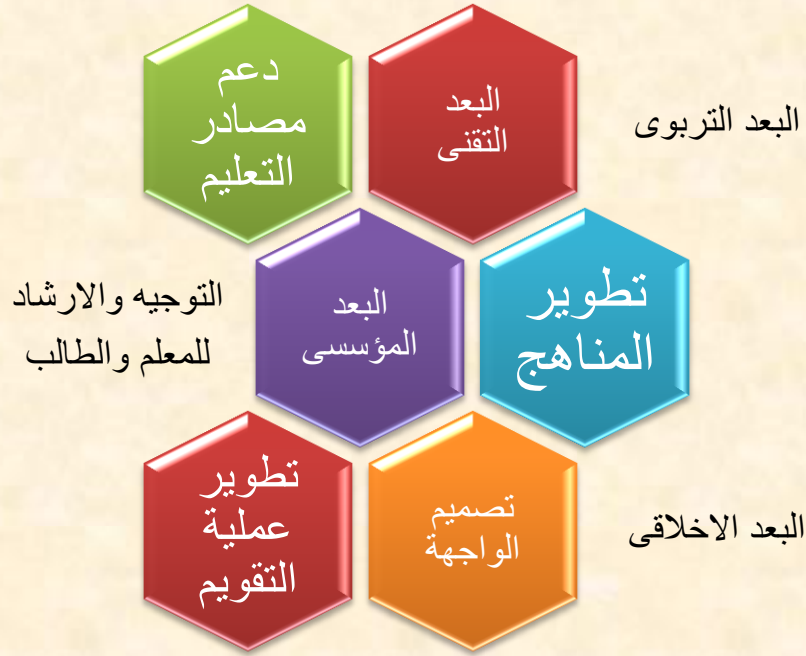 البعد التربوى
البعد
التقنى
دعم
مصادر
التعليم
تطوير
المناهج
البعد
المؤسسى
التوجيه والارشاد
للمعلم والطالب
البعد الاخلاقى
تصميم
الواجهة
تطوير
عملية
التقويم